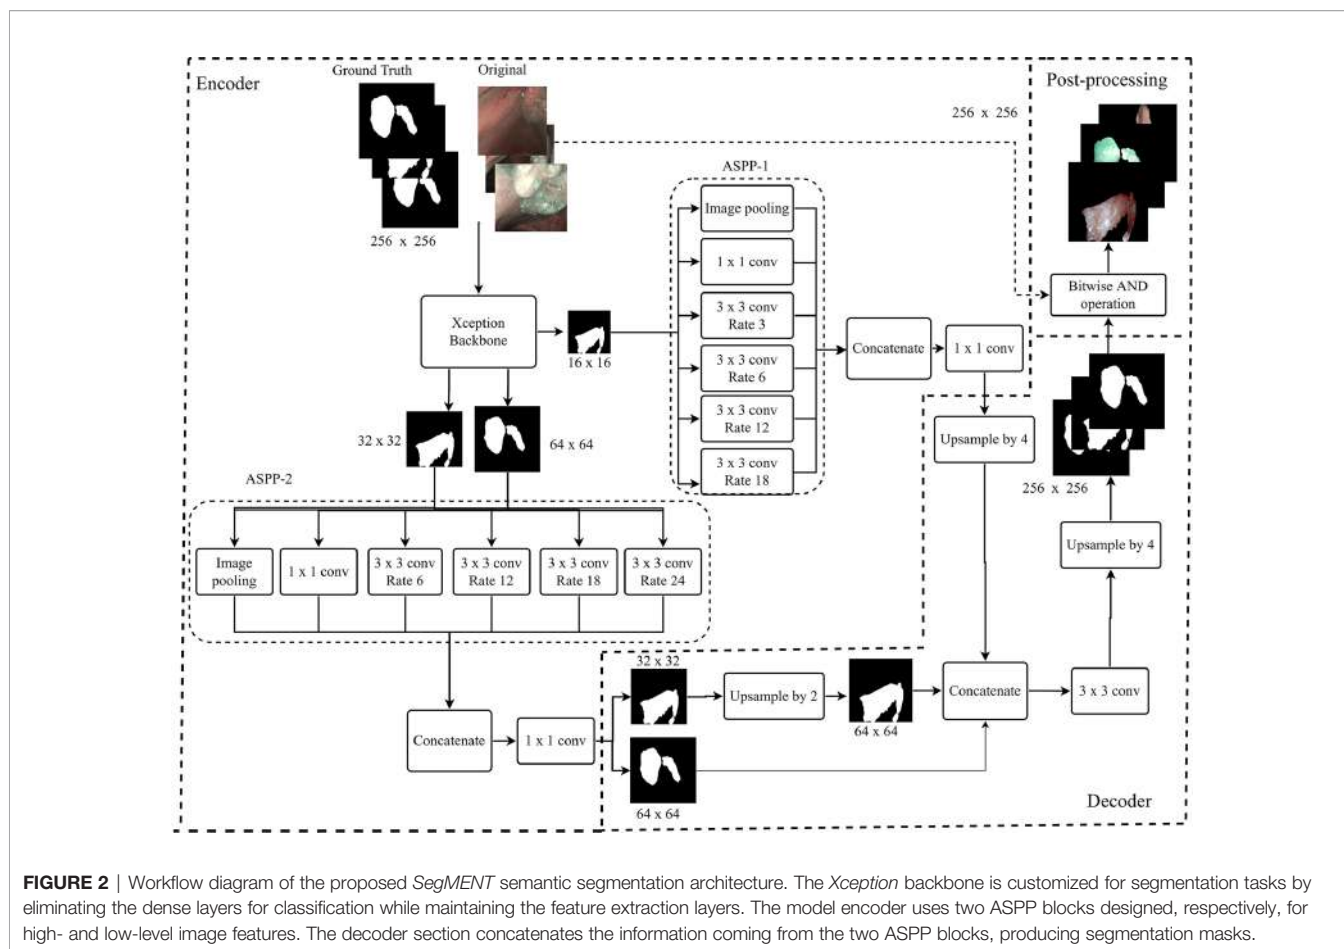 Encoder
Ground Truth
Original
256 x 256
Post-processing
256 x 256
ASPP-1
Image pooling
1 x 1 conv
3 x 3 conv
Rate 3
3 x 3 conv
Rate 6
3 x 3 conv
Rate 12
3 x 3 conv
Rate 18
Xception
Backbone
16 x 16
Concatenate
1 x 1 conv
Bitwise AND
operation
32 x 32
64 x 64
Upsample by 4
256 x 256
Upsample by 4
ASPP-2
Image
pooling
1 x 1 conv
3 x 3 conv
Rate 6
3 x 3 conv
Rate 12
3 x 3 conv
Rate 18
3 x 3 conv
Rate 24
Concatenate
1 x 1 conv
32 x 32
Upsample by 2
64 x 64
64 x 64
Concatenate
3 x 3 conv
Decoder
FIGURE 2 | Workflow diagram of the proposed SegMENT semantic segmentation architecture. The Xception backbone is customized for segmentation tasks by
eliminating the dense layers for classification while maintaining the feature extraction layers. The model encoder uses two ASPP blocks designed, respectively, for
high- and low-level image features. The decoder section concatenates the information coming from the two ASPP blocks, producing segmentation masks.